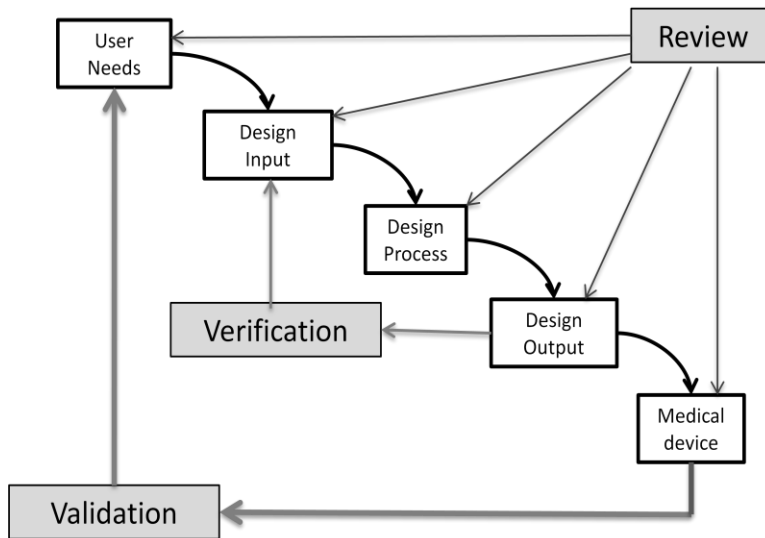 User
Needs
Review
Design
Input
Design
Process
Verification
Design
Output
Medical
device
Validation